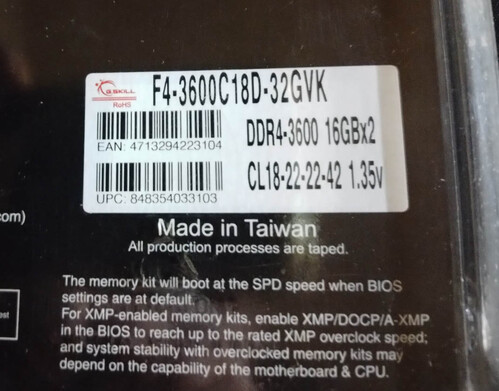 G.SKILL
RoHS
F4-3600C18D-32GVK
DDR4-3600 16GBx2
EAN: 4713294223104
CL18-22-22-42 1.35v
UPC: 848354033103
com)
Made in Taiwan
All production processes are taped.
The memory kit will boot at the SPD speed when BIOS
settings are at default.
For XMP-enabled memory kits, enable XMP/DOCP/A-XMP
in the BIOS to reach up to the rated XMP overclock speed;
and system stability with overclocked memory kits may
depend on the capability of the motherboard & CPU.